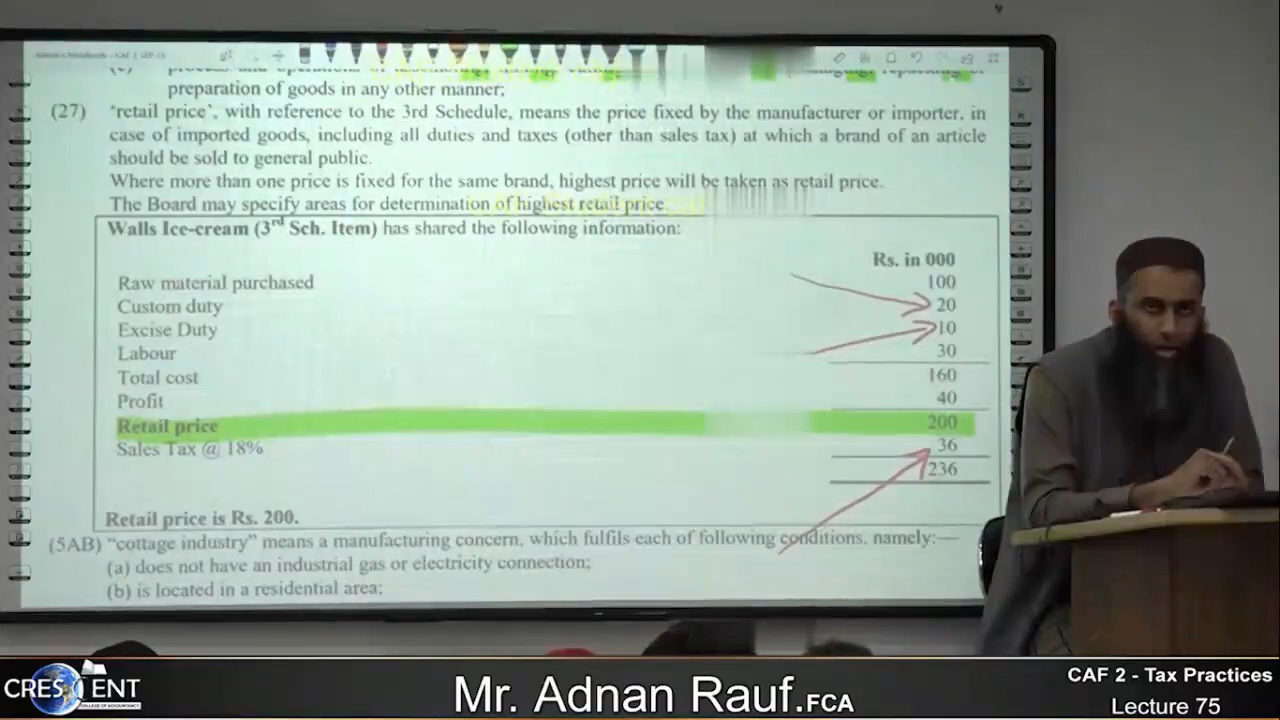 preparation of goods in any other manner;
(27) 'retail price', with reference to the 3rd Schedule, means the price fixed by the manufacturer or importer, in
case of imported goods, including all duties and taxes (other than sales tax) at which a brand of an article
should be sold to general public.
Where more than one price is fixed for the same brand, highest price will be taken as retail price.
The Board may specify areas for determination of highest retail price
Walls Ice-cream (3rd Sch. Item) has shared the following information:
Rs. in 000
Raw material purchased 100
Custom duty 20
Excise Duty 10
Labour 30
Total cost 160
Profit 40
Retail price 200
Sales Tax @ 18% 36
236
Retail price is Rs. 200.
(5AB) "cottage industry" means a manufacturing concern, which fulfils each of following conditions, namely:—
(a) does not have an industrial gas or electricity connection;
(b) is located in a residential area;
CRESCENT
COLLEGE OF ACCOUNTANCY
Mr. Adnan Rauf.FCA
CAF 2 - Tax Practices
Lecture 75